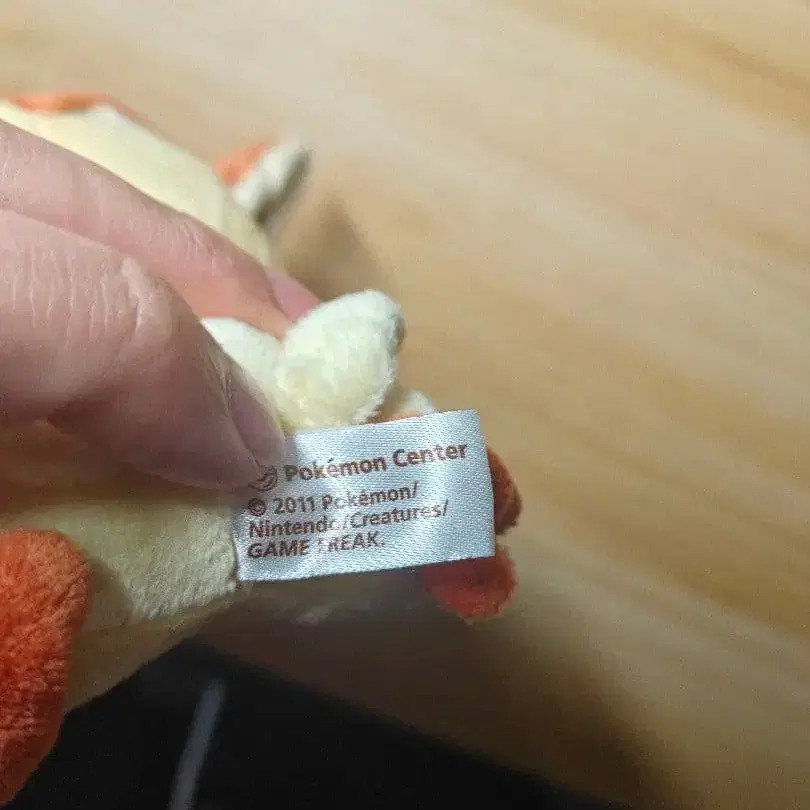 Pokémon Center
© 2011 Pokémon/
Nintendo/Creatures/
GAME FREAK.